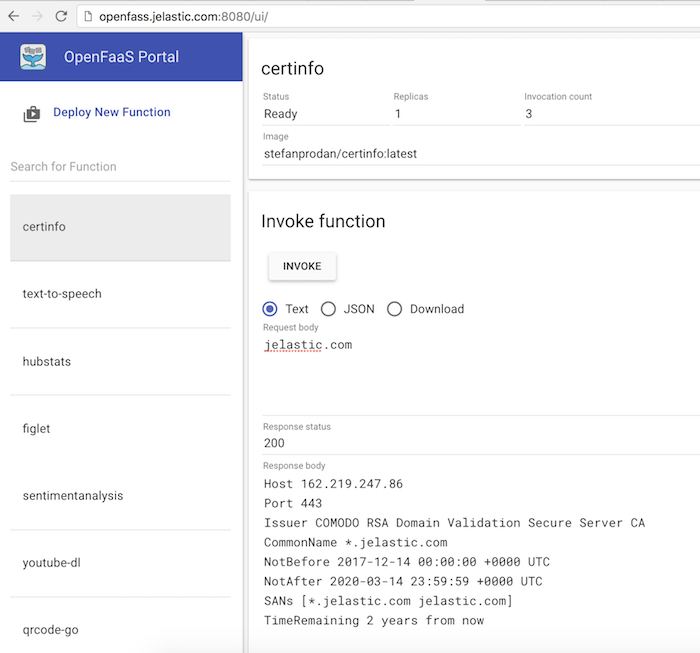 openfass.jelastic.com:8080/ui/
OpenFaaS Portal
Deploy New Function
Search for Function
certinfo
text-to-speech
hubstats
figlet
sentimentanalysis
youtube-dl
qrcode-go
certinfo
Status Replicas Invocation count
Ready 1 3
Image
stefanprodan/certinfo:latest
Invoke function
INVOKE
Text JSON Download
Request body
jelastic.com
Response status
200
Response body
Host 162.219.247.86
Port 443
Issuer COMODO RSA Domain Validation Secure Server CA
CommonName *.jelastic.com
NotBefore 2017-12-14 00:00:00 +0000 UTC
NotAfter 2020-03-14 23:59:59 +0000 UTC
SANs [*.jelastic.com jelastic.com]
TimeRemaining 2 years from now